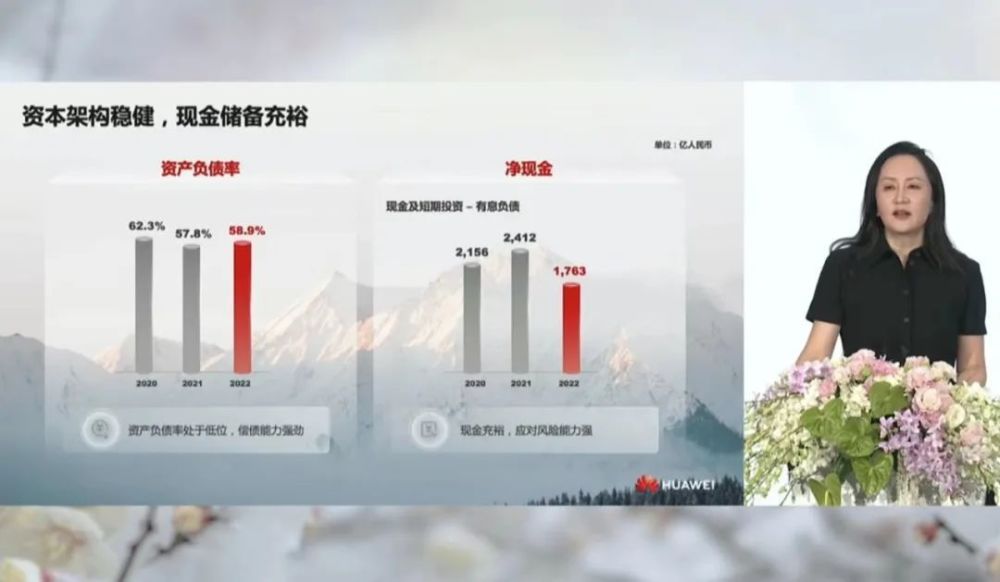 资本架构稳健，现金储备充裕
单位：亿人民币
资产负债率
62.3%
57.8%
58.9%
2020
2021
2022
资产负债率处于低位，偿债能力强劲
净现金
现金及短期投资 – 有息负债
2,156
2,412
1,763
2020
2021
2022
现金充裕，应对风险能力强
HUAWEI